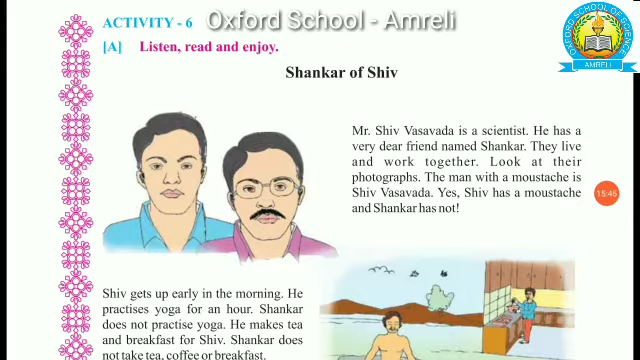 ACTIVITY - 6
Oxford School - Amreli
OXFORD SCHOOL OF SCIENCE
AMRELI
[A] Listen, read and enjoy.
Shankar of Shiv
Mr. Shiv Vasavada is a scientist. He has a
very dear friend named Shankar. They live
and work together. Look at their
photographs. The man with a moustache is
Shiv Vasavada. Yes, Shiv has a moustache
and Shankar has not!
15:46
Shiv gets up early in the morning. He
practises yoga for an hour. Shankar
does not practise yoga. He makes tea
and breakfast for Shiv. Shankar does
not take tea, coffee or breakfast.